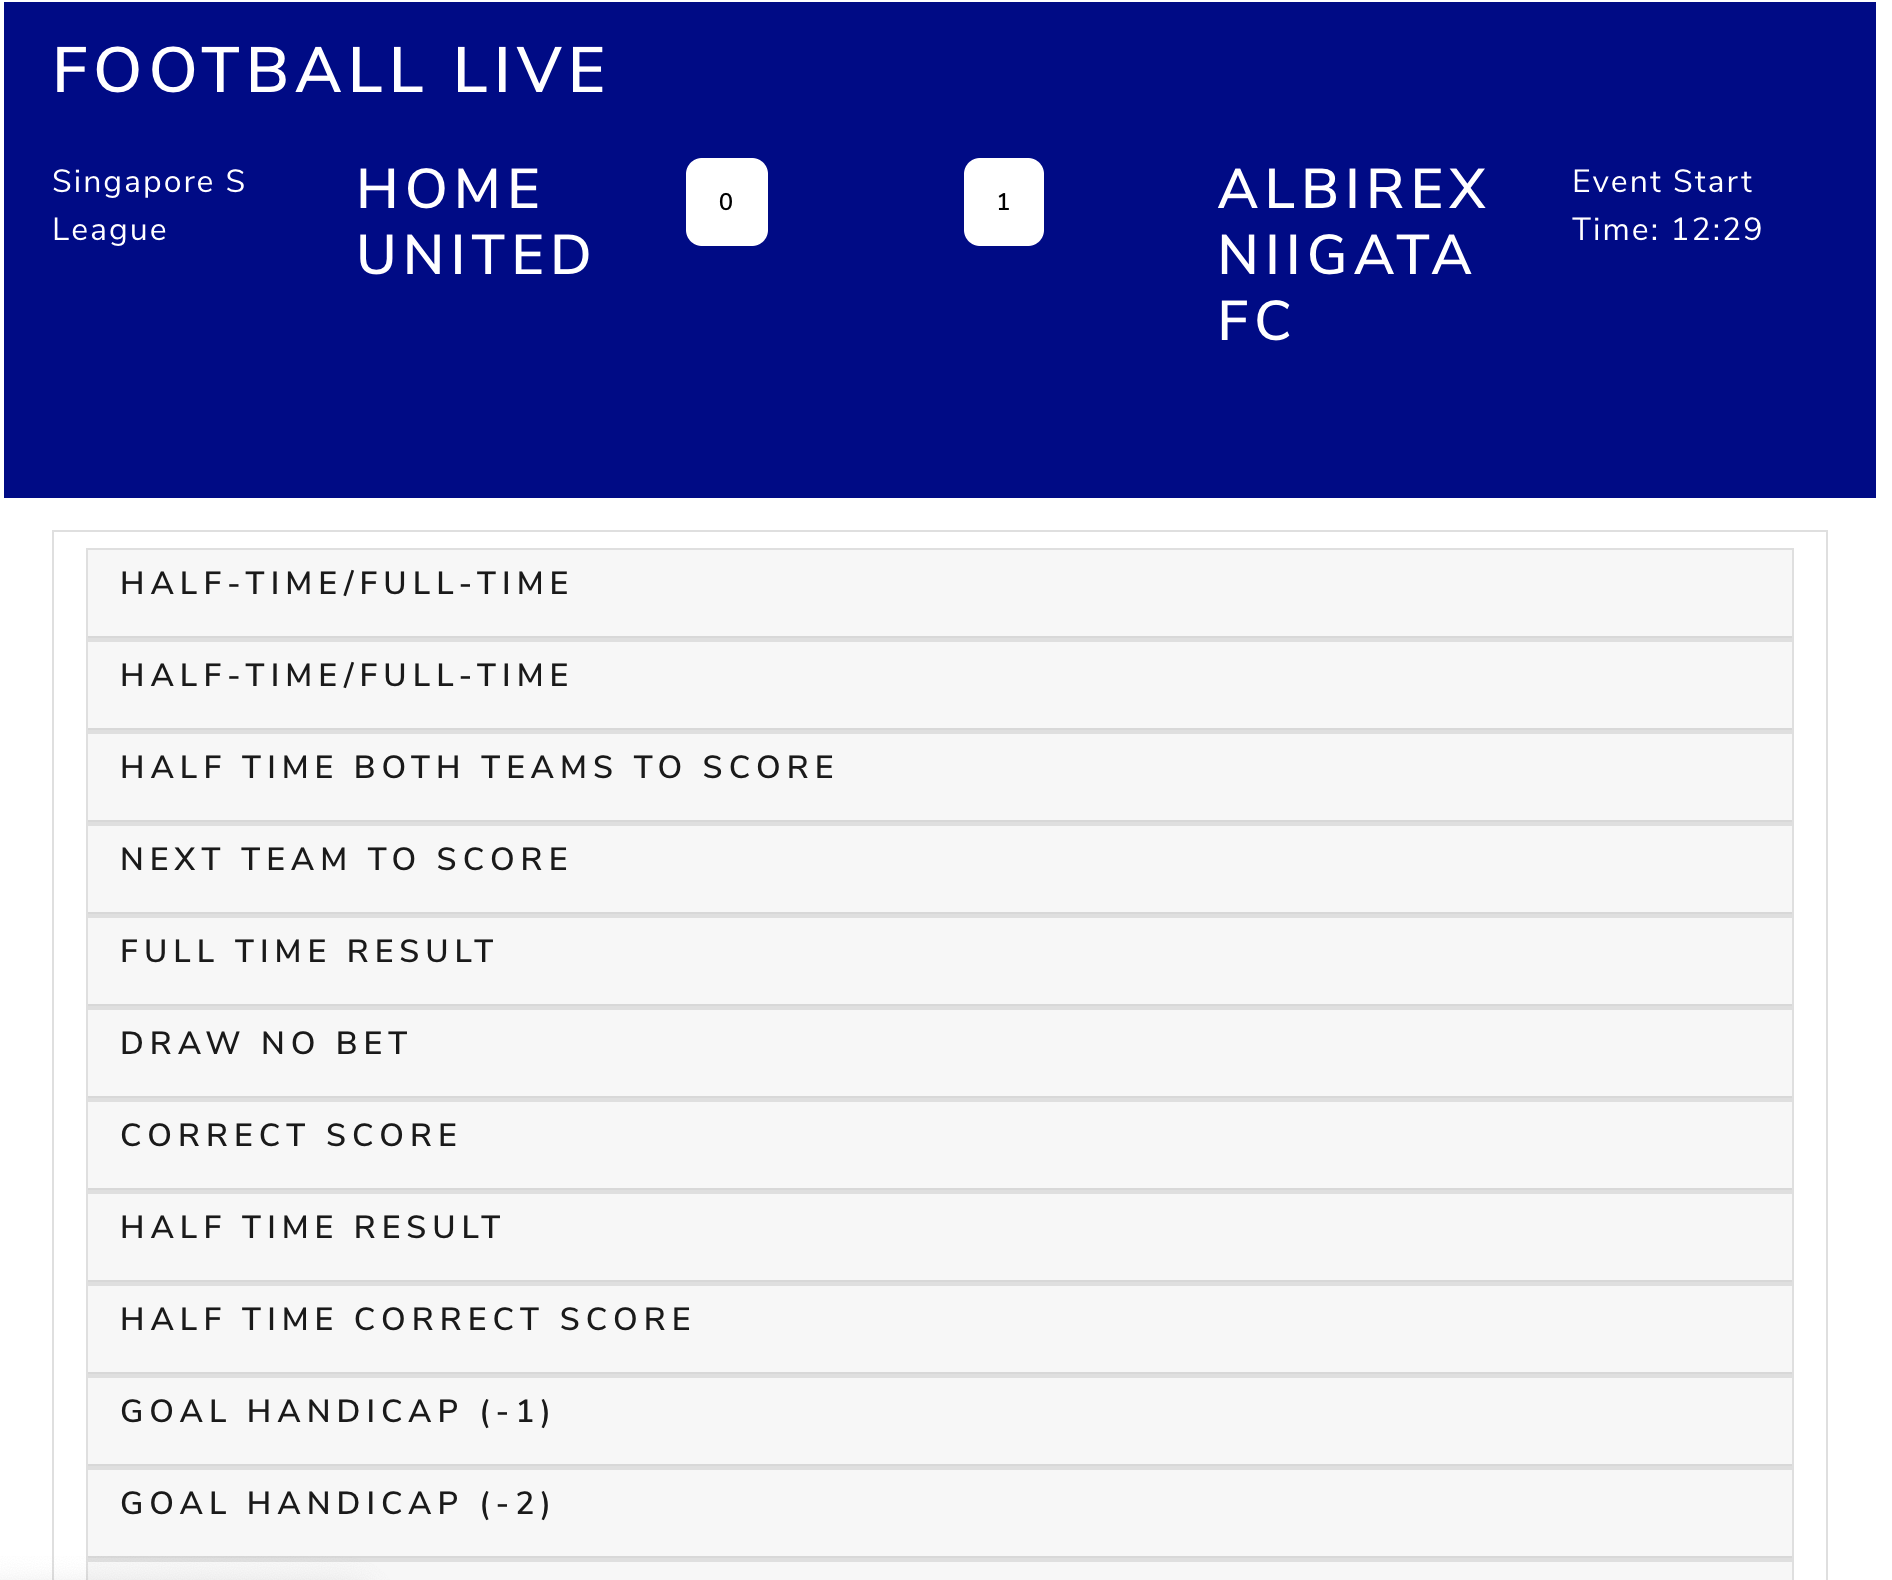 FOOTBALL LIVE
Singapore S
League
HOME
UNITED
0
1
ALBIREX
NIIGATA
FC
Event Start
Time: 12:29
HALF-TIME/FULL-TIME
HALF-TIME/FULL-TIME
HALF TIME BOTH TEAMS TO SCORE
NEXT TEAM TO SCORE
FULL TIME RESULT
DRAW NO BET
CORRECT SCORE
HALF TIME RESULT
HALF TIME CORRECT SCORE
GOAL HANDICAP (-1)
GOAL HANDICAP (-2)